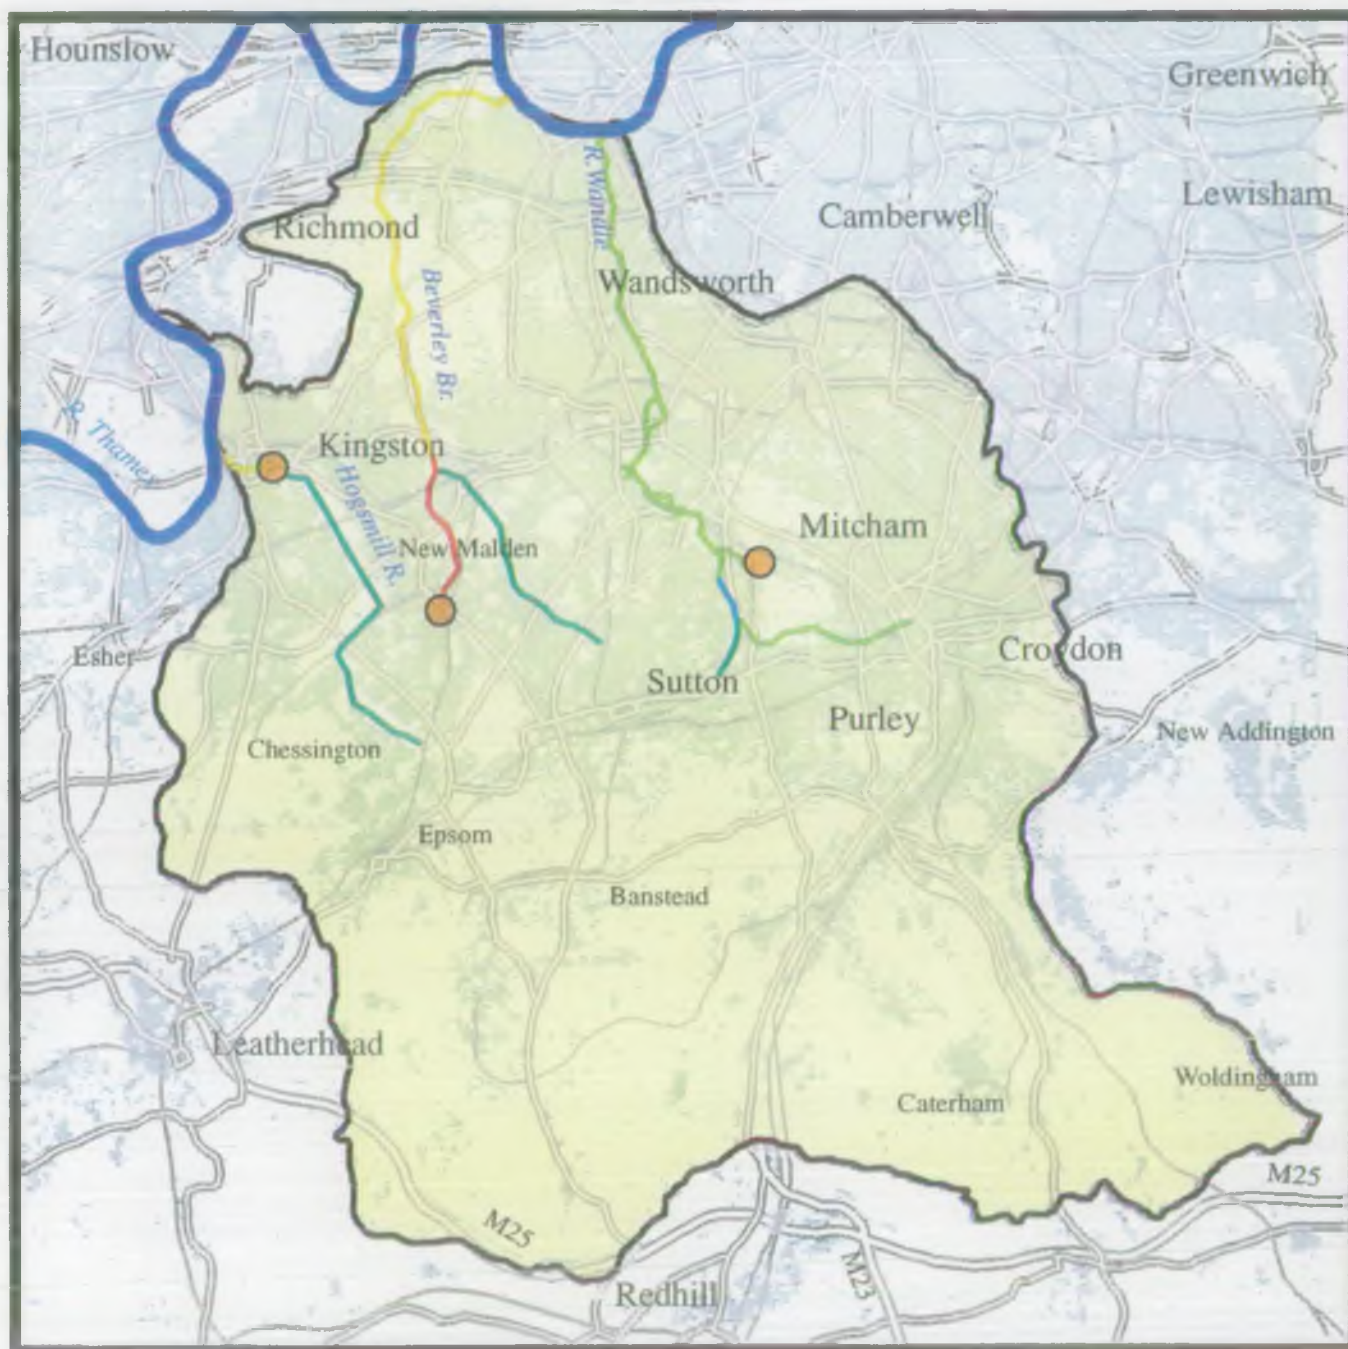 Hounslow
Greenwich
R. Wandle
Lewisham
Camberwell
Richmond
Wandsworth
Beverley Br.
R. Thames
Kingston
Hogsmill R.
Mitcham
New Malden
Esher
Croydon
Sutton
Purley
New Addington
Chessington
Epsom
Banstead
Leatherhead
Woldingham
Caterham
M25
M25
M23
Redhill